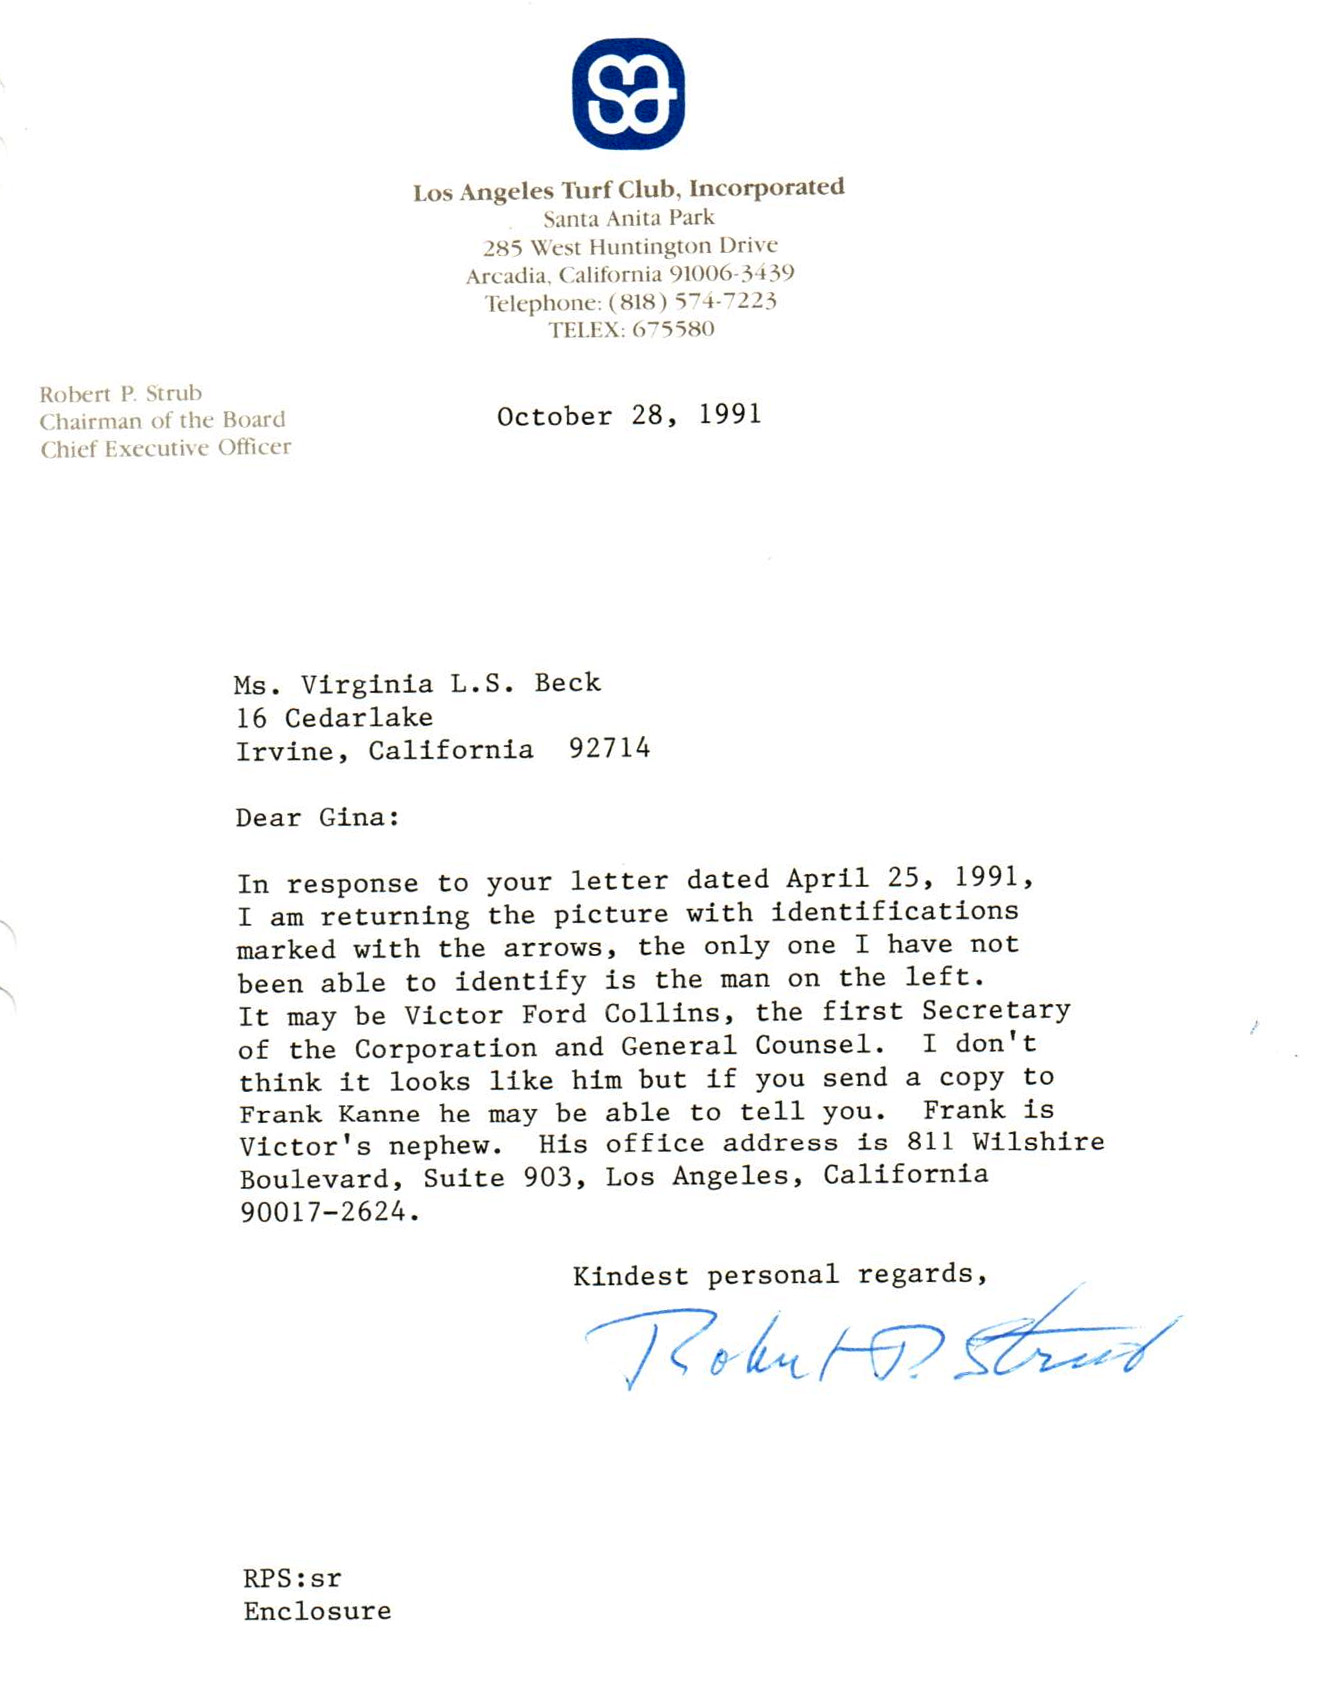 sa
Los Angeles Turf Club, Incorporated
Santa Anita Park
285 West Huntington Drive
Arcadia, California 91006-3439
Telephone: (818) 574-7223
TELEX: 675580
Robert P. Strub
Chairman of the Board
Chief Executive Officer
October 28, 1991
Ms. Virginia L.S. Beck
16 Cedarlake
Irvine, California  92714
Dear Gina:
In response to your letter dated April 25, 1991,
I am returning the picture with identifications
marked with the arrows, the only one I have not
been able to identify is the man on the left.
It may be Victor Ford Collins, the first Secretary
of the Corporation and General Counsel.  I don't
think it looks like him but if you send a copy to
Frank Kanne he may be able to tell you.  Frank is
Victor's nephew.  His office address is 811 Wilshire
Boulevard, Suite 903, Los Angeles, California
90017-2624.
Kindest personal regards,
Robert P. Strub
RPS:sr
Enclosure